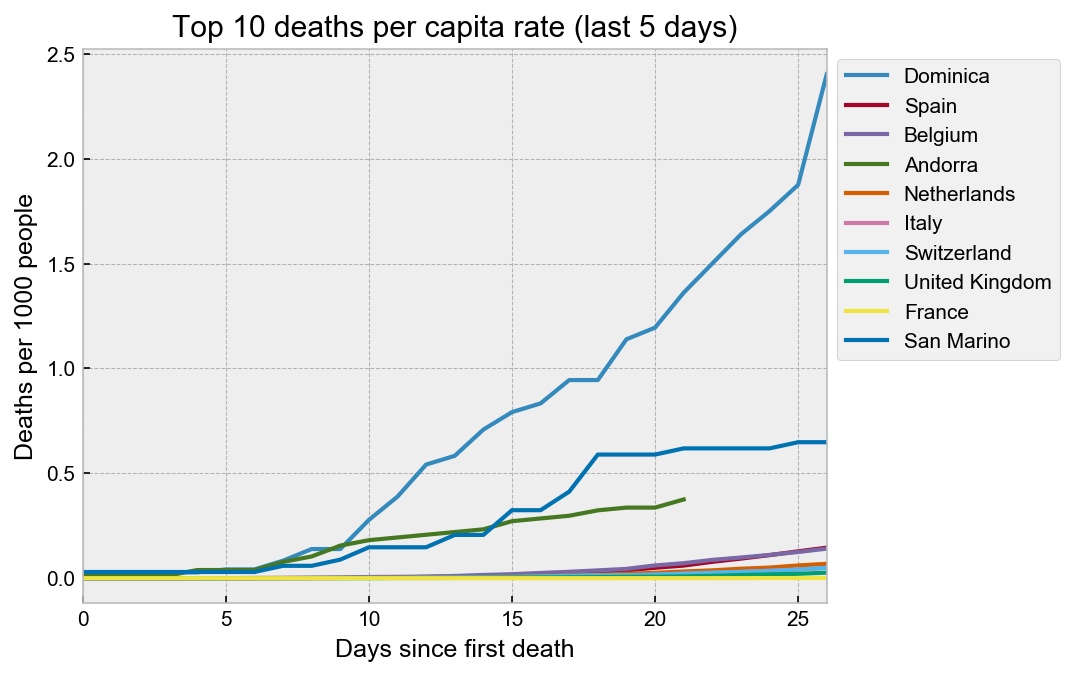 Top 10 deaths per capita rate (last 5 days)
Deaths per 1000 people
2.5
2.0
1.5
1.0
0.5
0.0
0 5 10 15 20 25
Days since first death
Dominica
Spain
Belgium
Andorra
Netherlands
Italy
Switzerland
United Kingdom
France
San Marino